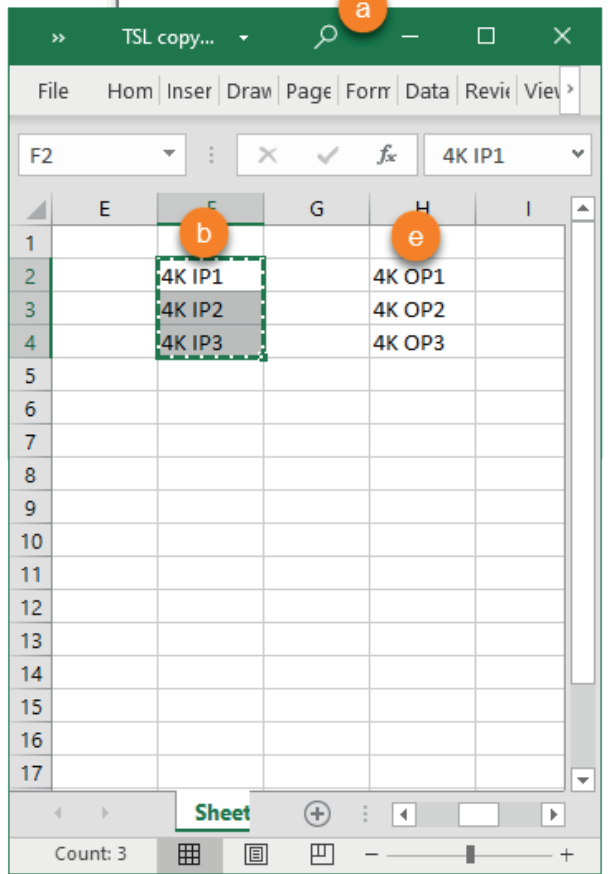 a
» TSL copy...
File Hom Inser Draw Page Form Data Revie View
F2 fx 4K IP1
E F G H I
b e
1
2 4K IP1 4K OP1
3 4K IP2 4K OP2
4 4K IP3 4K OP3
5
6
7
8
9
10
11
12
13
14
15
16
17
Sheet
Count: 3